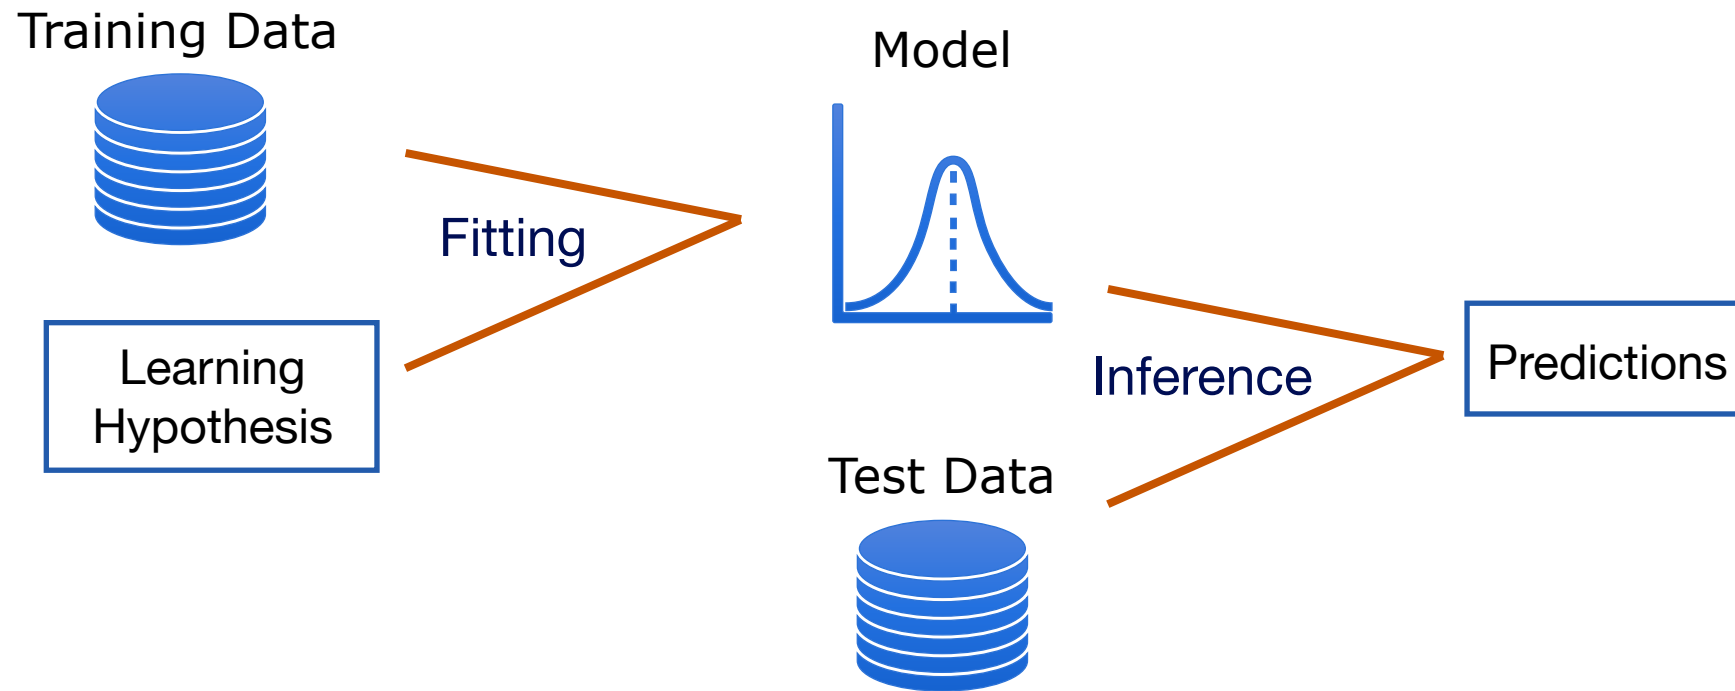 Training Data
Model
Fitting
Learning
Hypothesis
Inference
Predictions
Test Data